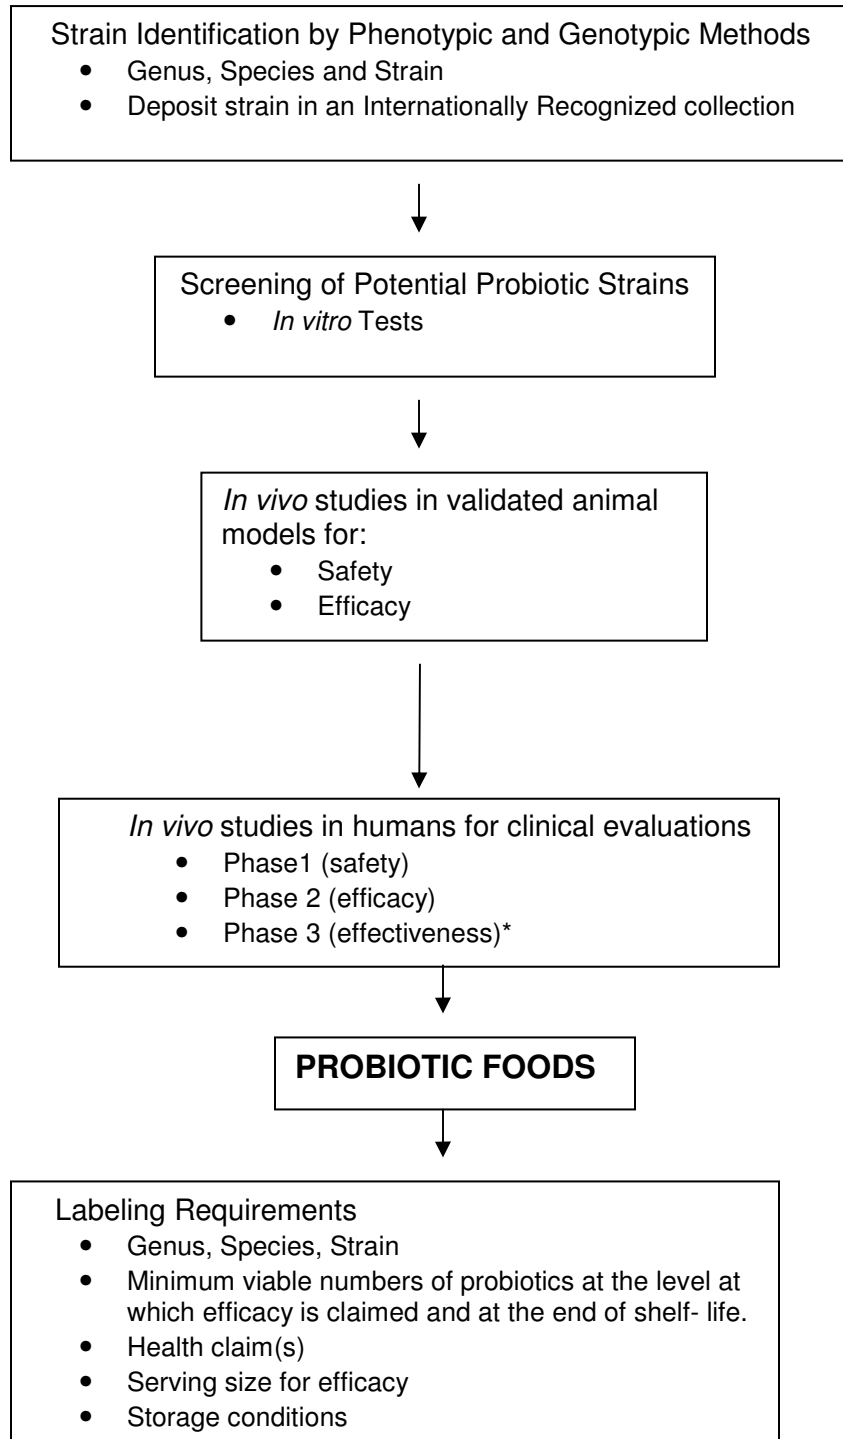 Strain Identification by Phenotypic and Genotypic Methods
• Genus, Species and Strain
• Deposit strain in an Internationally Recognized collection
Screening of Potential Probiotic Strains
• In vitro Tests
In vivo studies in validated animal
models for:
• Safety
• Efficacy
In vivo studies in humans for clinical evaluations
• Phase1 (safety)
• Phase 2 (efficacy)
• Phase 3 (effectiveness)*
PROBIOTIC FOODS
Labeling Requirements
• Genus, Species, Strain
• Minimum viable numbers of probiotics at the level at
which efficacy is claimed and at the end of shelf- life.
• Health claim(s)
• Serving size for efficacy
• Storage conditions